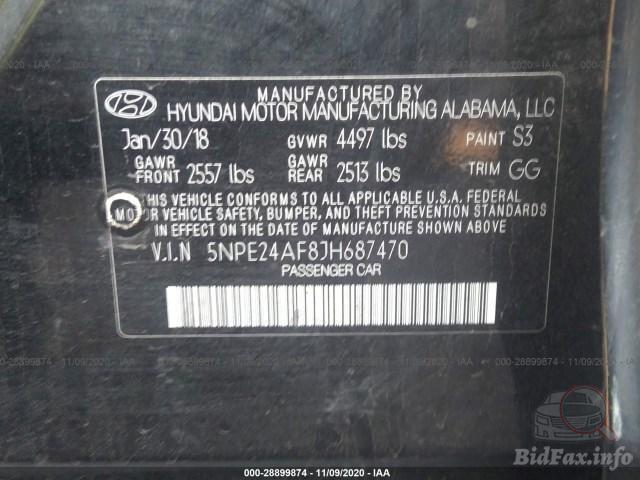 MANUFACTURED BY
HYUNDAI MOTOR MANUFACTURING ALABAMA, LLC
Jan/30/18 GVWR 4497 lbs PAINT S3
GAWR FRONT 2557 lbs GAWR REAR 2513 lbs TRIM GG
THIS VEHICLE CONFORMS TO ALL APPLICABLE U.S.A. FEDERAL
MOTOR VEHICLE SAFETY, BUMPER, AND THEFT PREVENTION STANDARDS
IN EFFECT ON THE DATE OF MANUFACTURE SHOWN ABOVE.
V.I.N 5NPE24AF8JH687470
PASSENGER CAR
000-28899874 - 11/09/2020 - IAA
BidFax.info